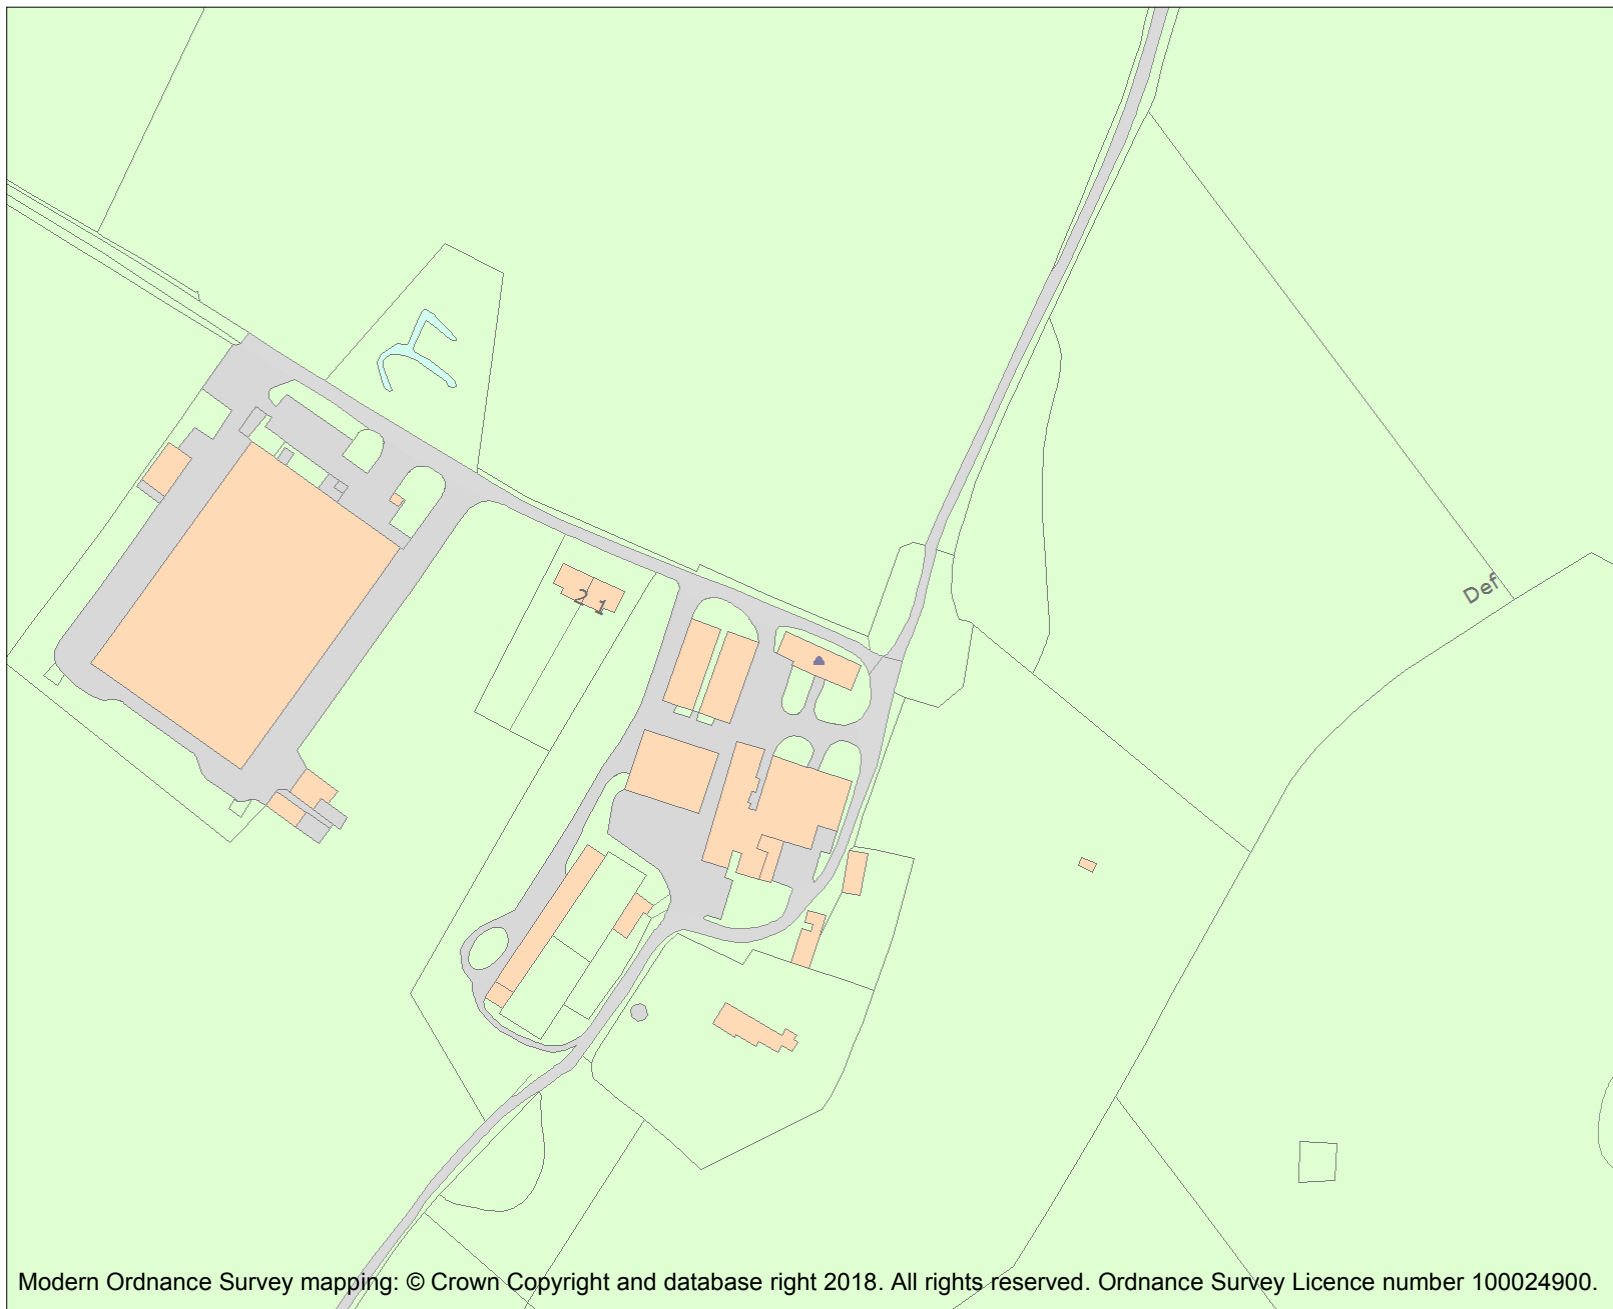 Def
2
1
Modern Ordnance Survey mapping: © Crown Copyright and database right 2018. All rights reserved. Ordnance Survey Licence number 100024900.